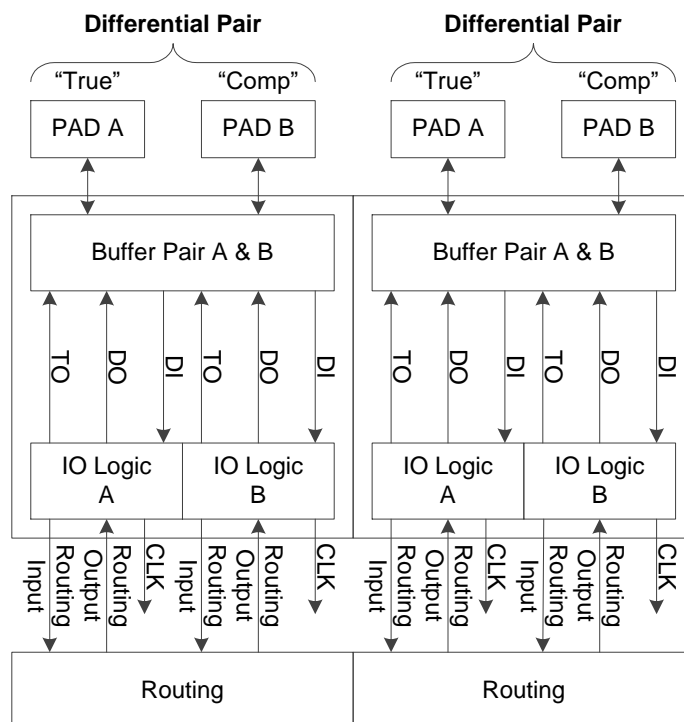 Differential Pair Differential Pair
“True” “Comp” “True” “Comp”
PAD A PAD B PAD A PAD B
Buffer Pair A & B Buffer Pair A & B
TO DO DI TO DO DI TO DO DI TO DO DI
IO Logic A IO Logic B IO Logic A IO Logic B
Routing Input Routing Output CLK Routing Input Routing Output CLK Routing Input Routing Output CLK Routing Input Routing Output CLK
Routing Routing